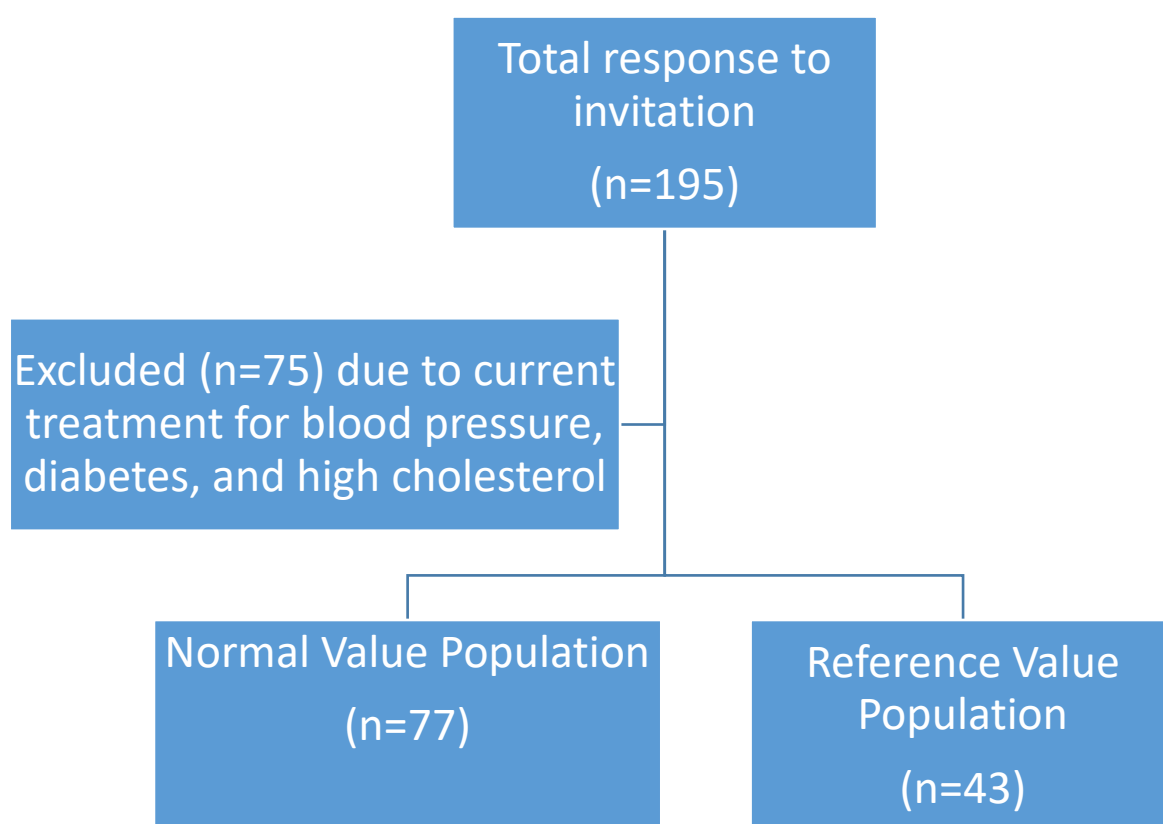 Total response to
invitation
(n=195)
Excluded (n=75) due to current
treatment for blood pressure,
diabetes, and high cholesterol
Normal Value Population
(n=77)
Reference Value
Population
(n=43)